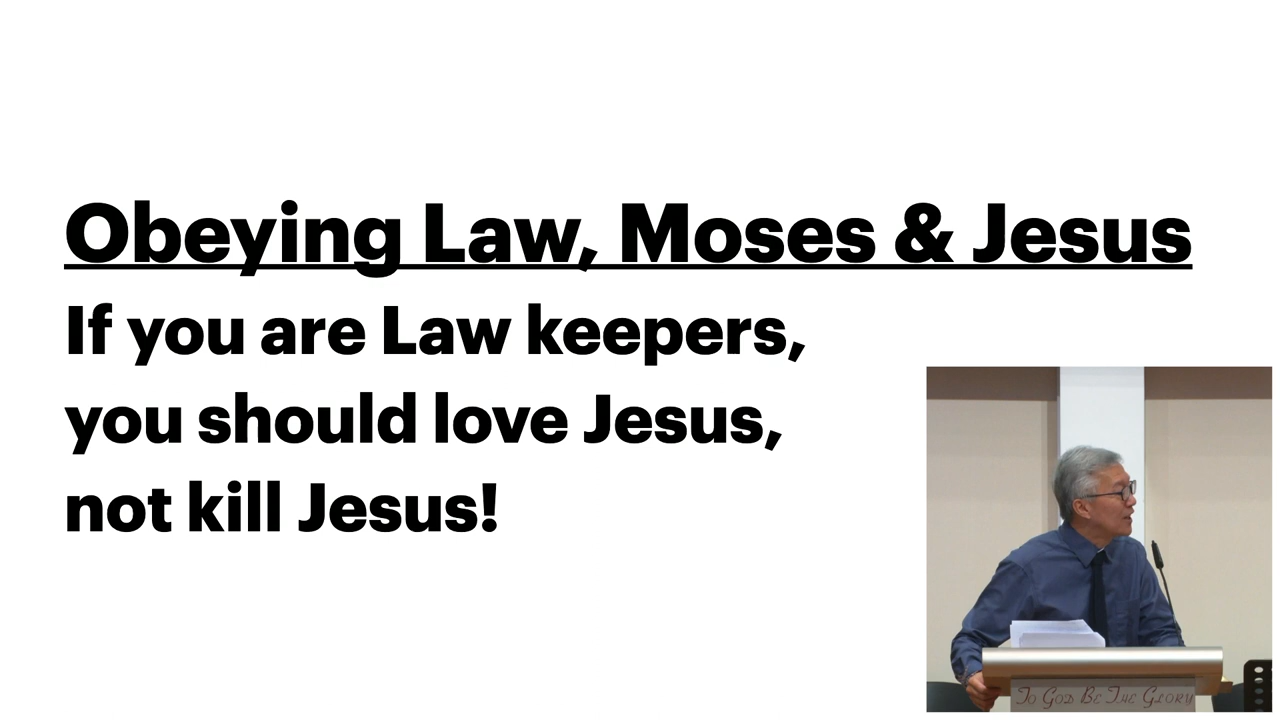 Obeying Law, Moses & Jesus
If you are Law keepers,
you should love Jesus,
not kill Jesus!
To God Be The Glory